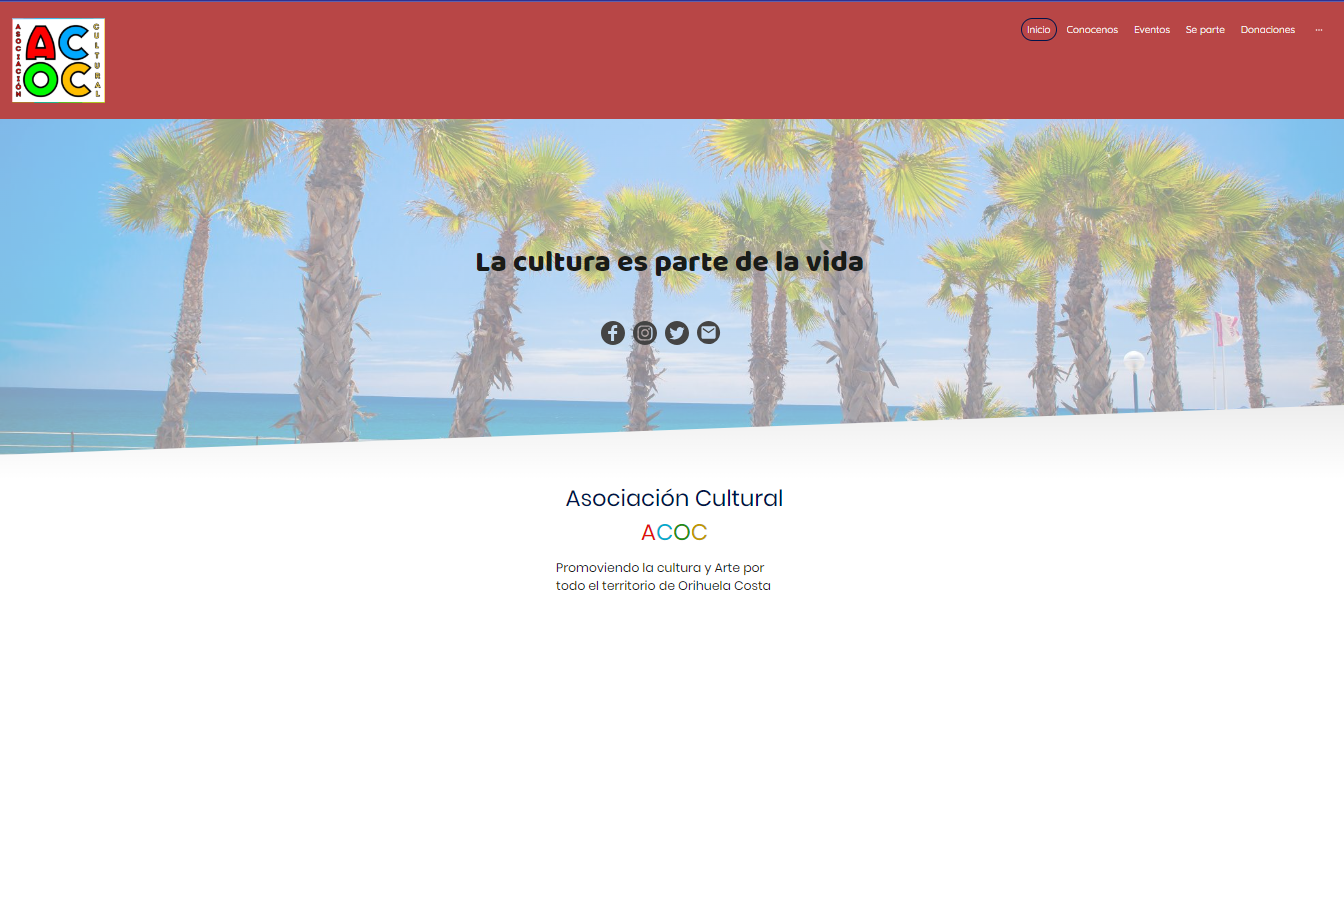 ASOCIACIÓN
AC
OC
CULTURAL
Inicio
Conocenos
Eventos
Se parte
Donaciones
...
La cultura es parte de la vida
Asociación Cultural
ACOC
Promoviendo la cultura y Arte por
todo el territorio de Orihuela Costa